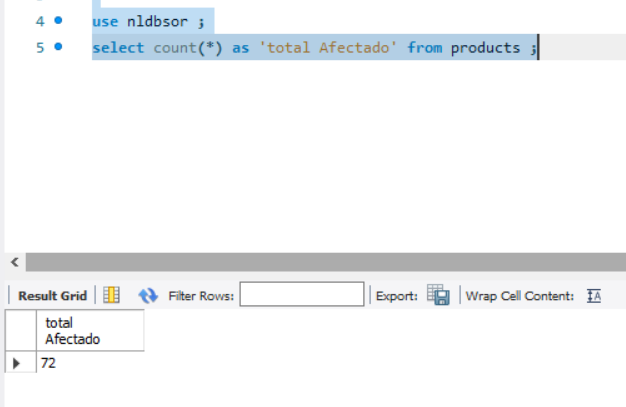 4 use nldbsor ;
5 select count(*) as 'total Afectado' from products ;
Result Grid Filter Rows: Export: Wrap Cell Content: IA
total
Afectado
72